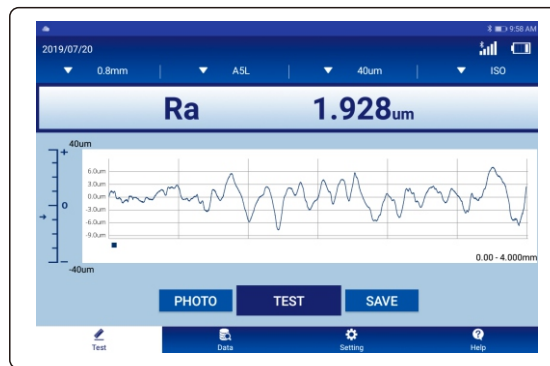 9:58 AM
2019/07/20
0.8mm A5L 40um ISO
Ra 1.928um
40um
+
6.0um
3.0um
0.0um
0
-3.0um
-6.0um
-9.0um
-
-40um
0.00 - 4.000mm
PHOTO TEST SAVE
Test Data Setting Help